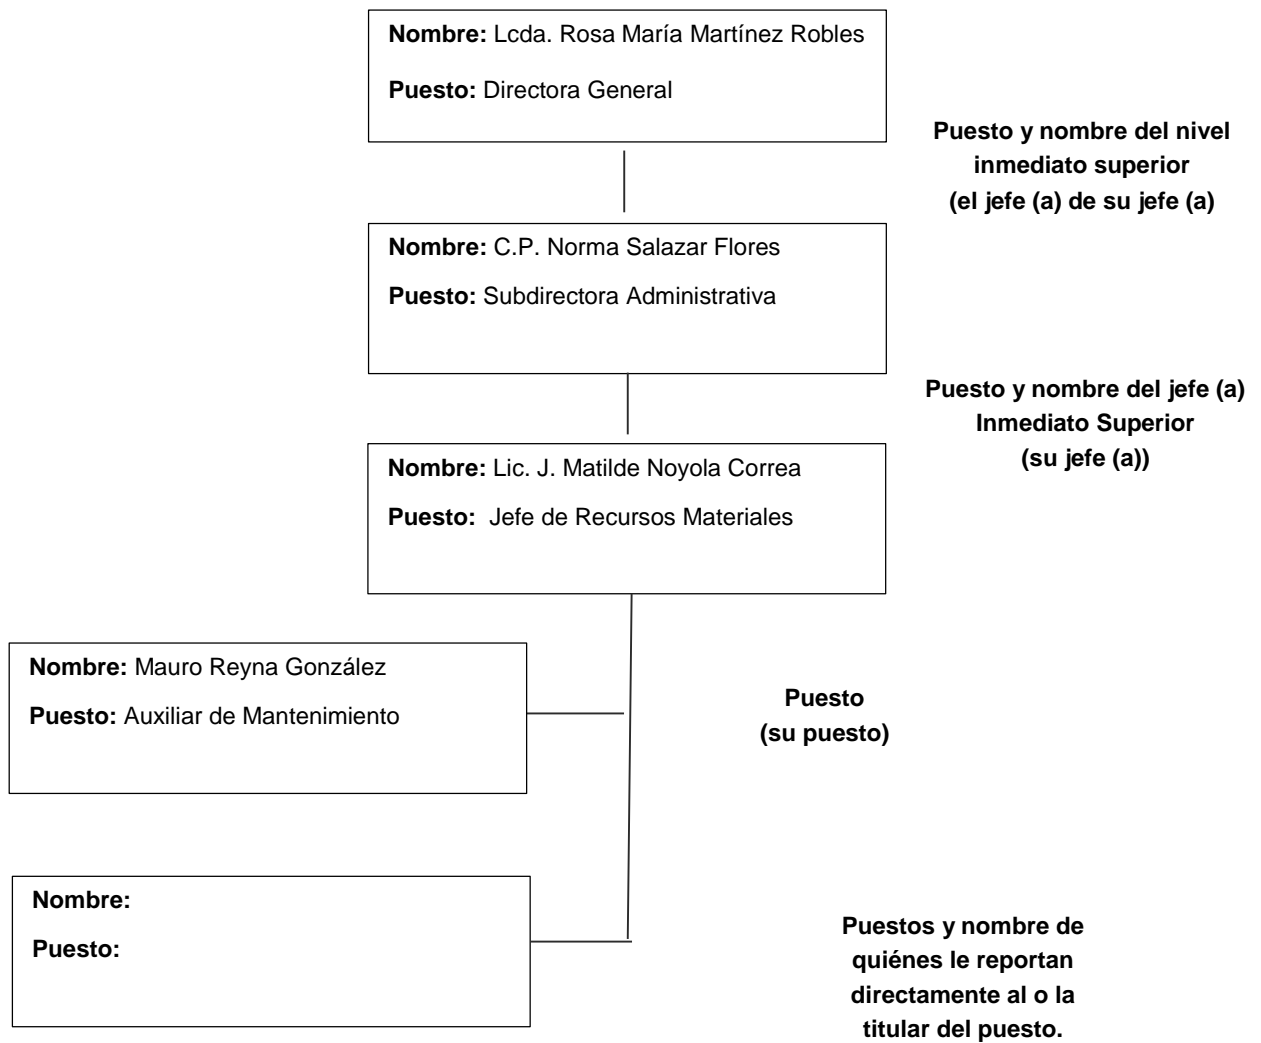 Nombre: Lcda. Rosa María Martínez Robles
Puesto: Directora General
Puesto y nombre del nivel
inmediato superior
(el jefe (a) de su jefe (a)
Nombre: C.P. Norma Salazar Flores
Puesto: Subdirectora Administrativa
Puesto y nombre del jefe (a)
Inmediato Superior
(su jefe (a))
Nombre: Lic. J. Matilde Noyola Correa
Puesto: Jefe de Recursos Materiales
Nombre: Mauro Reyna González
Puesto: Auxiliar de Mantenimiento
Puesto
(su puesto)
Nombre:
Puesto:
Puestos y nombre de
quiénes le reportan
directamente al o la
titular del puesto.